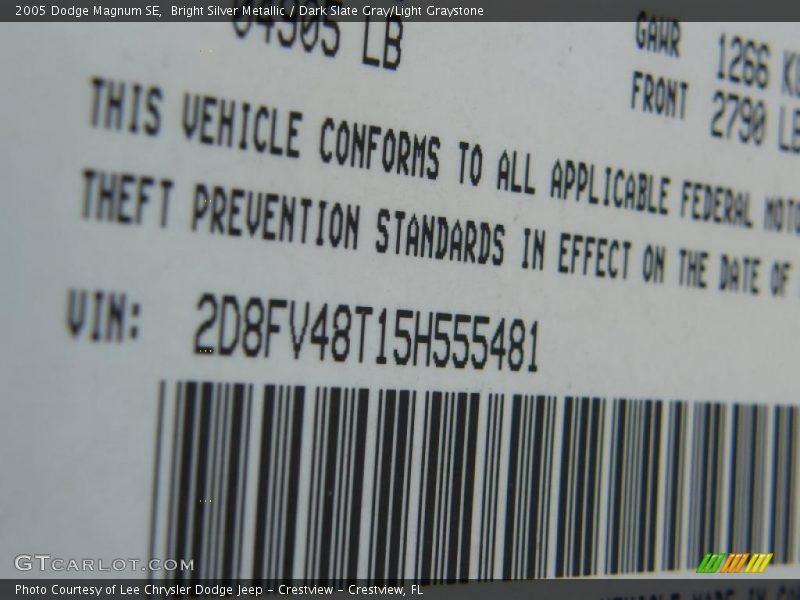 2005 Dodge Magnum SE, Bright Silver Metallic / Dark Slate Gray/Light Graystone
04905 LB
GAWR 1266
FRONT 2790 LB
THIS VEHICLE CONFORMS TO ALL APPLICABLE FEDERAL
THEFT PREVENTION STANDARDS IN EFFECT ON THE DATE OF
VIN: 2D8FV48T15H555481
GTCARLOT.COM
Photo Courtesy of Lee Chrysler Dodge Jeep - Crestview - Crestview, FL